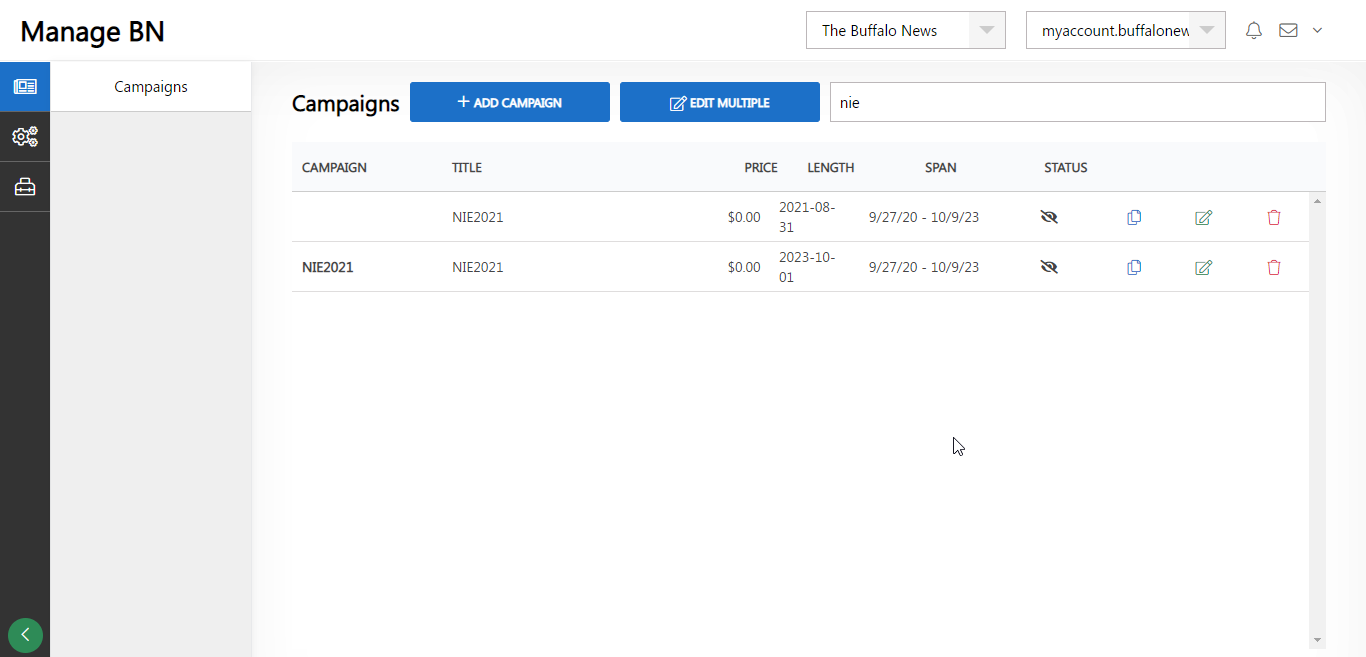 Manage BN
The Buffalo News
myaccount.buffalonew
Campaigns
Campaigns
+ ADD CAMPAIGN
EDIT MULTIPLE
nie
CAMPAIGN TITLE PRICE LENGTH SPAN STATUS
NIE2021 $0.00 2021-08-
31 9/27/20 - 10/9/23
NIE2021 NIE2021 $0.00 2023-10-
01 9/27/20 - 10/9/23